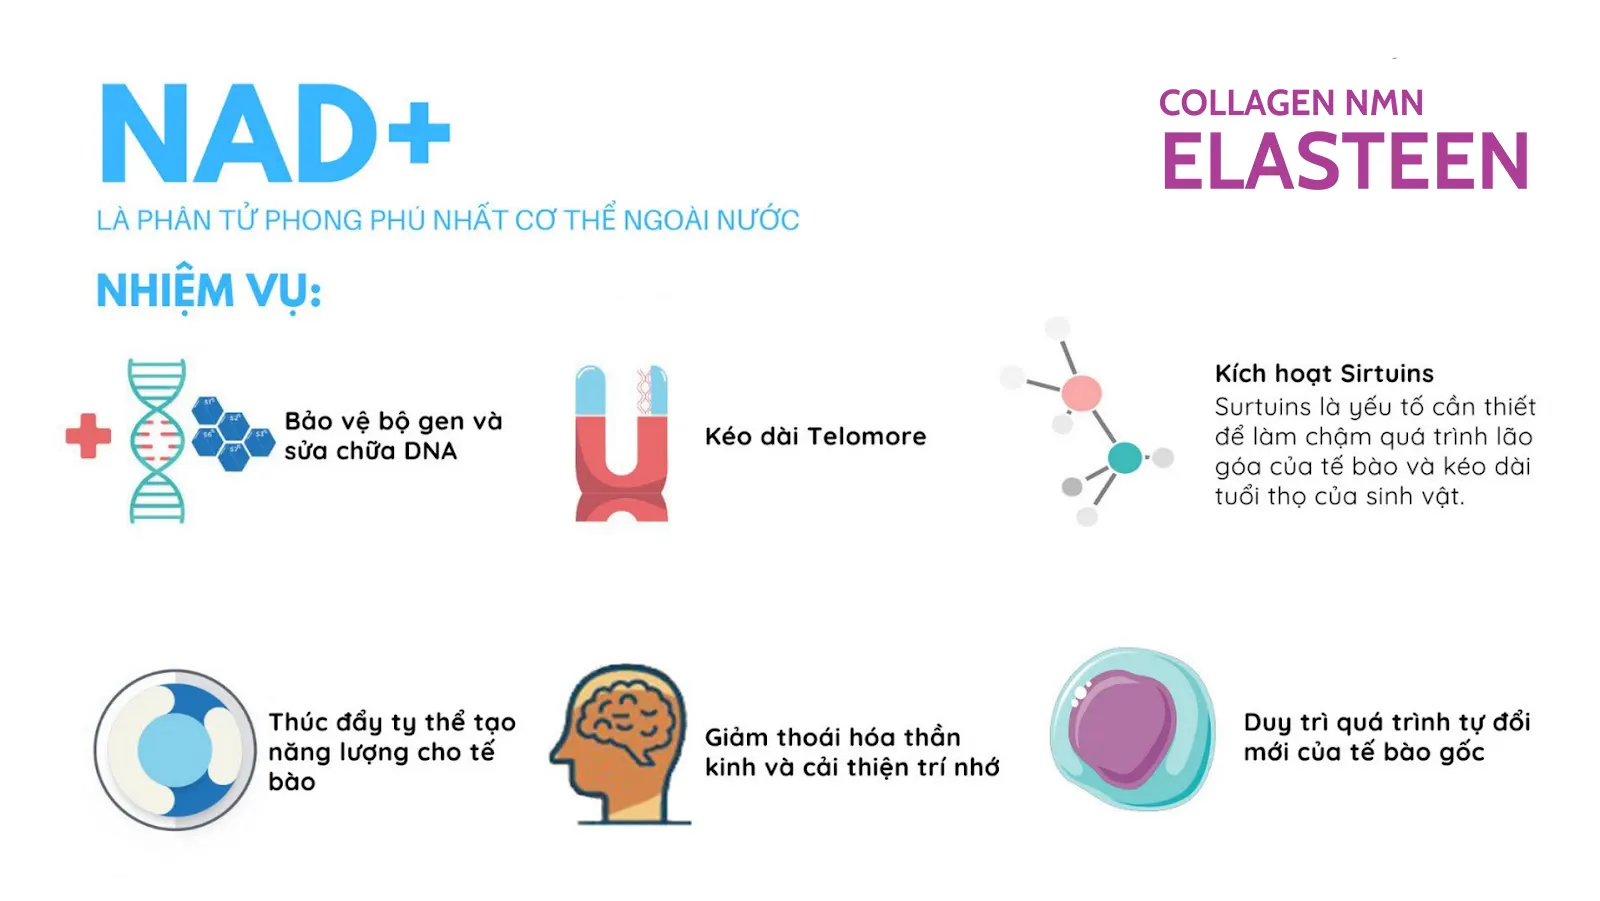 NAD+
LÀ PHÂN TỬ PHONG PHÚ NHẤT CƠ THỂ NGOÀI NƯỚC
COLLAGEN NMN
ELASTEEN
NHIỆM VỤ:
Bảo vệ bộ gen và
sửa chữa DNA
Kéo dài Telomore
Kích hoạt Sirtuins
Surtuins là yếu tố cần thiết
để làm chậm quá trình lão
góa của tế bào và kéo dài
tuổi thọ của sinh vật.
Thúc đẩy ty thể tạo
năng lượng cho tế
bào
Giảm thoái hóa thần
kinh và cải thiện trí nhớ
Duy trì quá trình tự đổi
mới của tế bào gốc